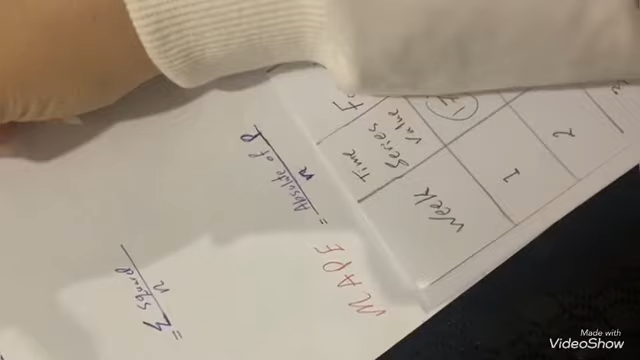 Week
Time Series Value
1
2
MAPE
= Absolute of P
n
= Σ squared
n
Made with
VideoShow